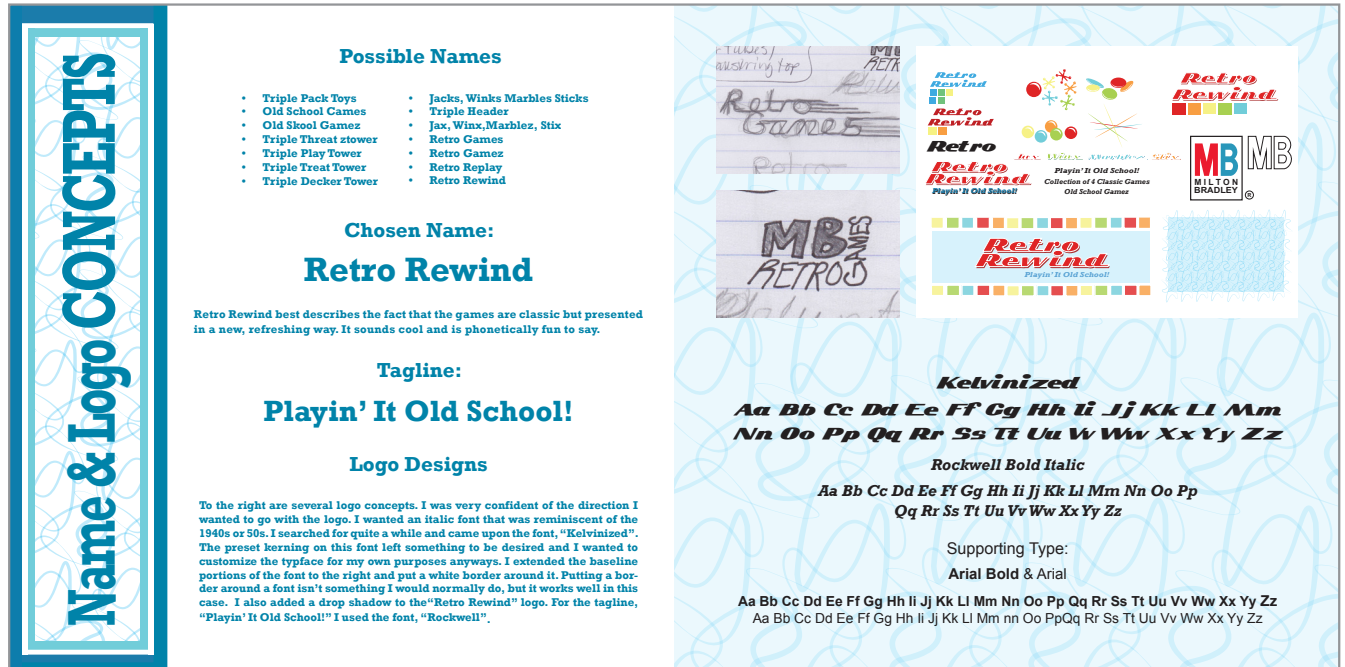 Name & Logo CONCEPTS
Possible Names
• Triple Pack Toys
• Old School Games
• Old Skool Gamez
• Triple Threat ztower
• Triple Play Tower
• Triple Treat Tower
• Triple Decker Tower
• Jacks, Winks Marbles Sticks
• Triple Header
• Jax, Winx,Marblez, Stix
• Retro Games
• Retro Gamez
• Retro Replay
• Retro Rewind
Chosen Name:
Retro Rewind
Retro Rewind best describes the fact that the games are classic but presented
in a new, refreshing way. It sounds cool and is phonetically fun to say.
Tagline:
Playin’ It Old School!
Logo Designs
To the right are several logo concepts. I was very confident of the direction I
wanted to go with the logo. I wanted an italic font that was reminiscent of the
1940s or 50s. I searched for quite a while and came upon the font, “Kelvinized”.
The preset kerning on this font left something to be desired and I wanted to
customize the typface for my own purposes anyways. I extended the baseline
portions of the font to the right and put a white border around it. Putting a bor-
der around a font isn’t something I would normally do, but it works well in this
case. I also added a drop shadow to the“Retro Rewind” logo. For the tagline,
“Playin’ It Old School!” I used the font, “Rockwell”.
top
MB
RETR
Retro
Games
Retro
MB
GAMES
RETRO
Retro
Rewind
Retro
Rewind
Retro
Retro
Rewind
Playin’ It Old School!
Jax Winx Marblez Stix
Playin’ It Old School!
Collection of 4 Classic Games
Old School Gamez
Retro
Rewind
MB
MILTON
BRADLEY
®
MB
Retro
Rewind
Playin’ It Old School!
Kelvinized
Aa Bb Cc Dd Ee Ff Gg Hh Ii Jj Kk Ll Mm
Nn Oo Pp Qq Rr Ss Tt Uu Vv Ww Xx Yy Zz
Rockwell Bold Italic
Aa Bb Cc Dd Ee Ff Gg Hh Ii Jj Kk Ll Mm Nn Oo Pp
Qq Rr Ss Tt Uu Vv Ww Xx Yy Zz
Supporting Type:
Arial Bold & Arial
Aa Bb Cc Dd Ee Ff Gg Hh Ii Jj Kk Ll Mm Nn Oo Pp Qq Rr Ss Tt Uu Vv Ww Xx Yy Zz
Aa Bb Cc Dd Ee Ff Gg Hh Ii Jj Kk Ll Mm nn Oo PpQq Rr Ss Tt Uu Vv Ww Xx Yy Zz